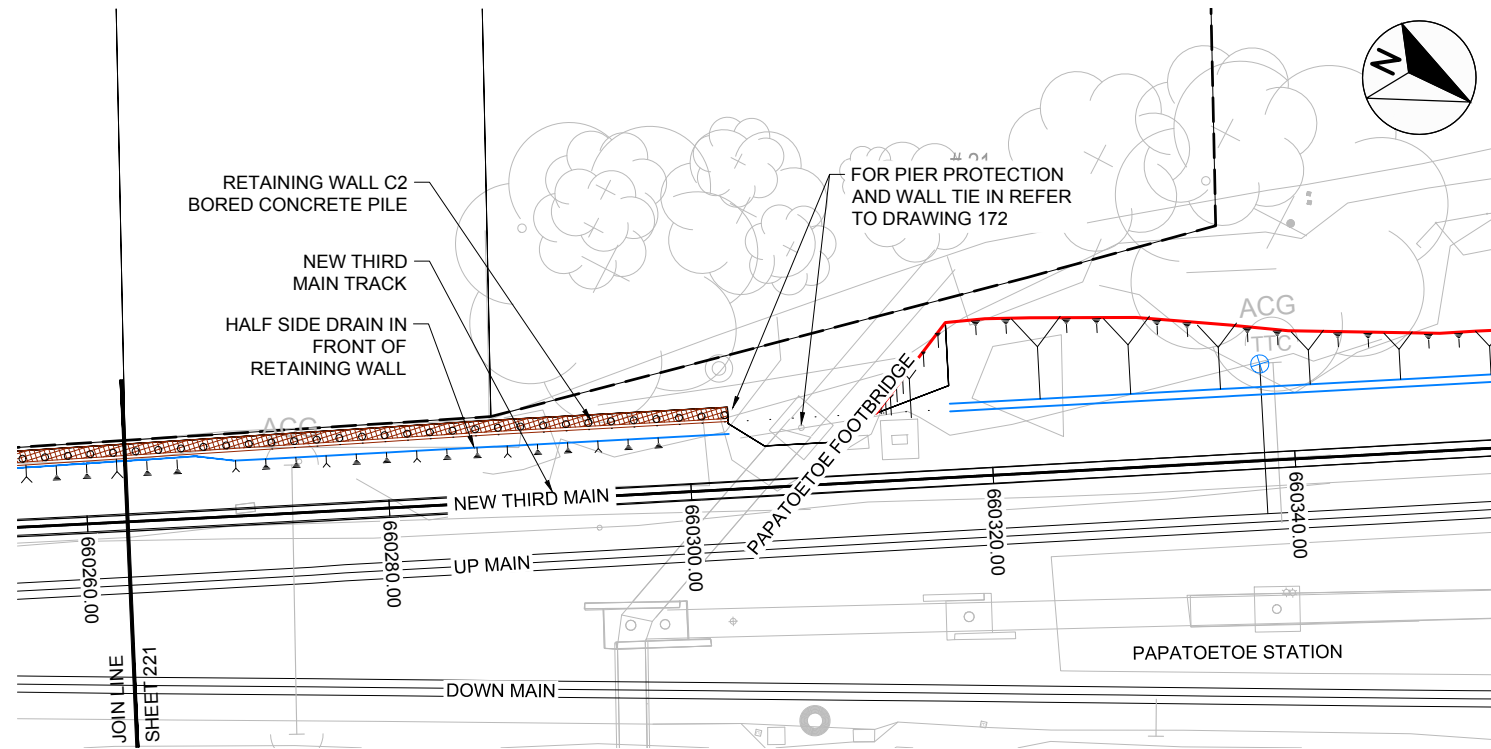 N
# 21
RETAINING WALL C2
BORED CONCRETE PILE
FOR PIER PROTECTION
AND WALL TIE IN REFER
TO DRAWING 172
NEW THIRD
MAIN TRACK
HALF SIDE DRAIN IN
FRONT OF
RETAINING WALL
ACG
TTC
ACG
PAPATOETOE FOOTBRIDGE
NEW THIRD MAIN
UP MAIN
660260.00
660280.00
660300.00
660320.00
660340.00
JOIN LINE
SHEET 221
PAPATOETOE STATION
DOWN MAIN